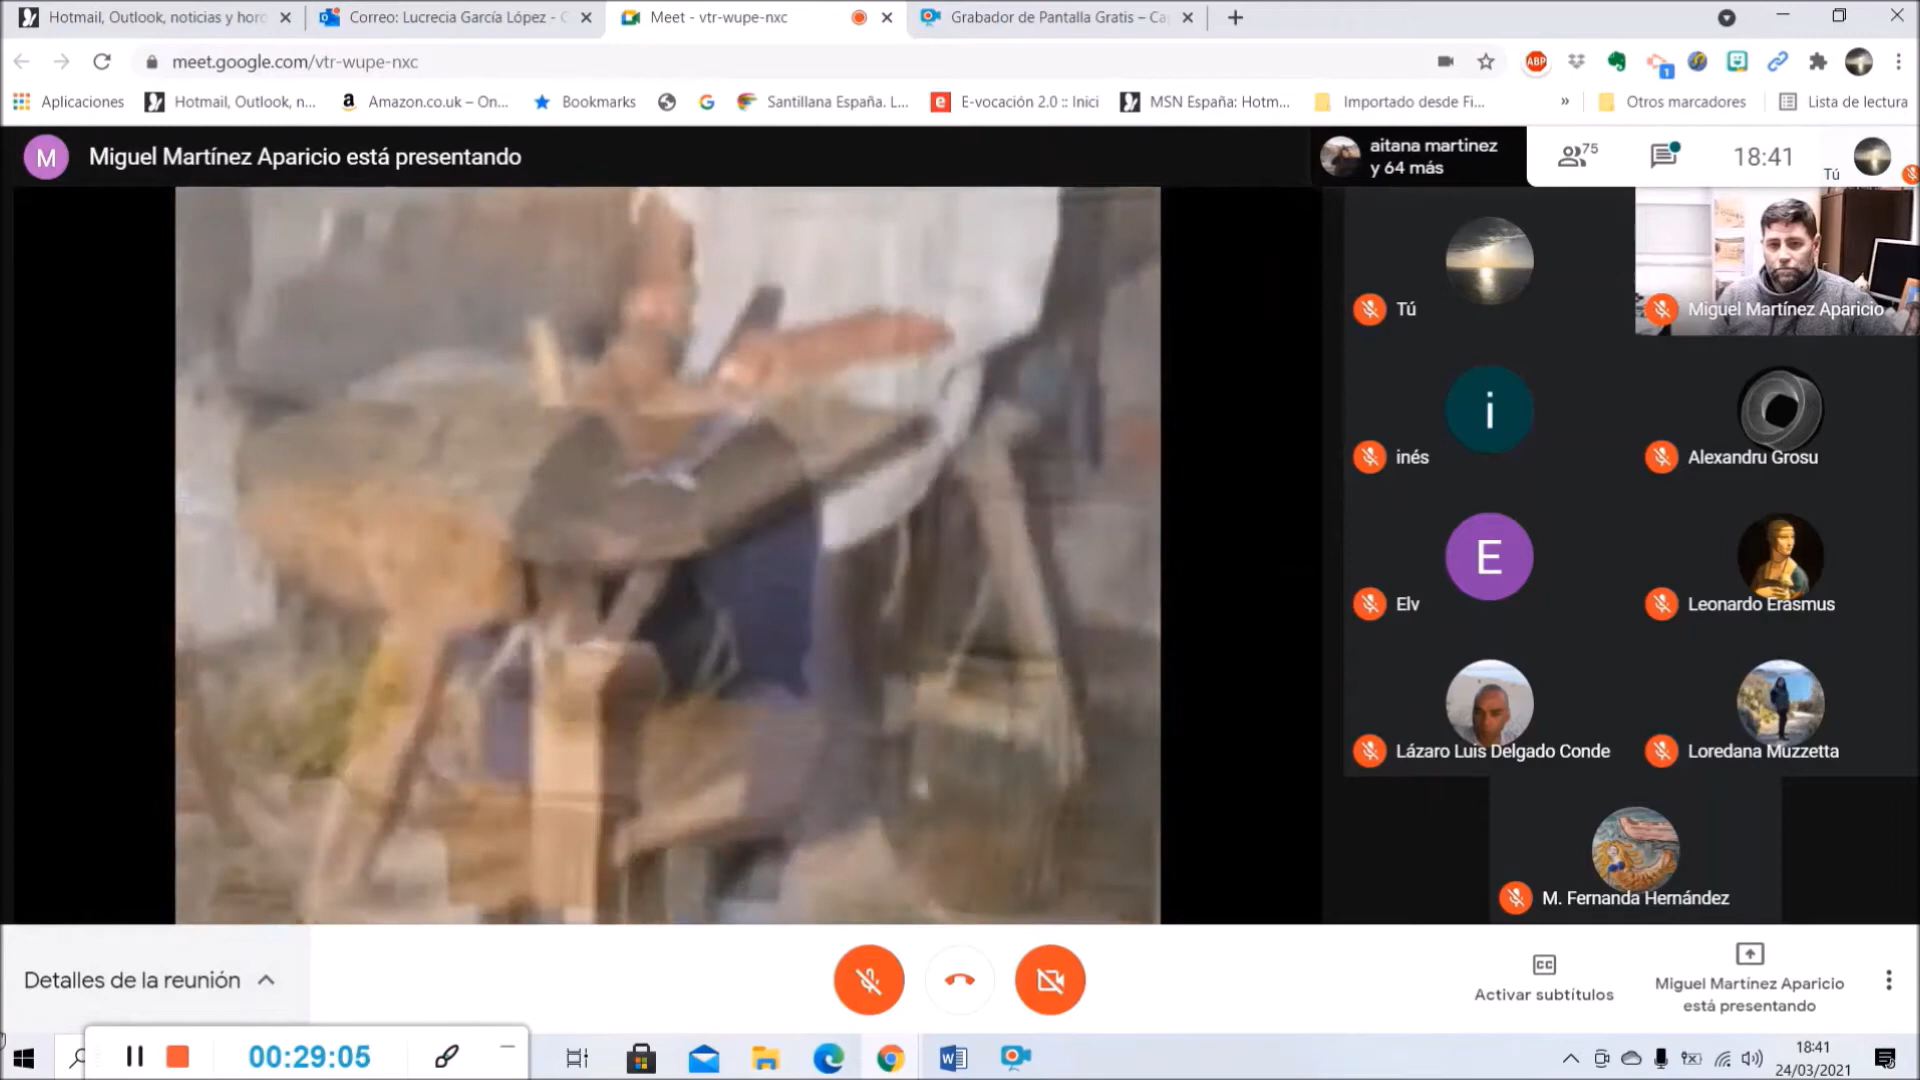 Hotmail, Outlook, noticias y horo
Correo: Lucrecia García López - O
Meet - vtr-wupe-nxc
Grabador de Pantalla Gratis – Ca
meet.google.com/vtr-wupe-nxc
ABP
1
Aplicaciones
Hotmail, Outlook, n...
Amazon.co.uk – On...
Bookmarks
Santillana España. L...
E-vocación 2.0 :: Inici
MSN España: Hotm...
Importado desde Fi...
»
Otros marcadores
Lista de lectura
M
Miguel Martínez Aparicio está presentando
aitana martinez
y 64 más
75
18:41
Tú
Tú
Miguel Martínez Aparicio
i
inés
Alexandru Grosu
E
Elv
Leonardo Erasmus
Lázaro Luis Delgado Conde
Loredana Muzzetta
M. Fernanda Hernández
Detalles de la reunión
CC
Activar subtítulos
Miguel Martínez Aparicio
está presentando
00:29:05
18:41
24/03/2021